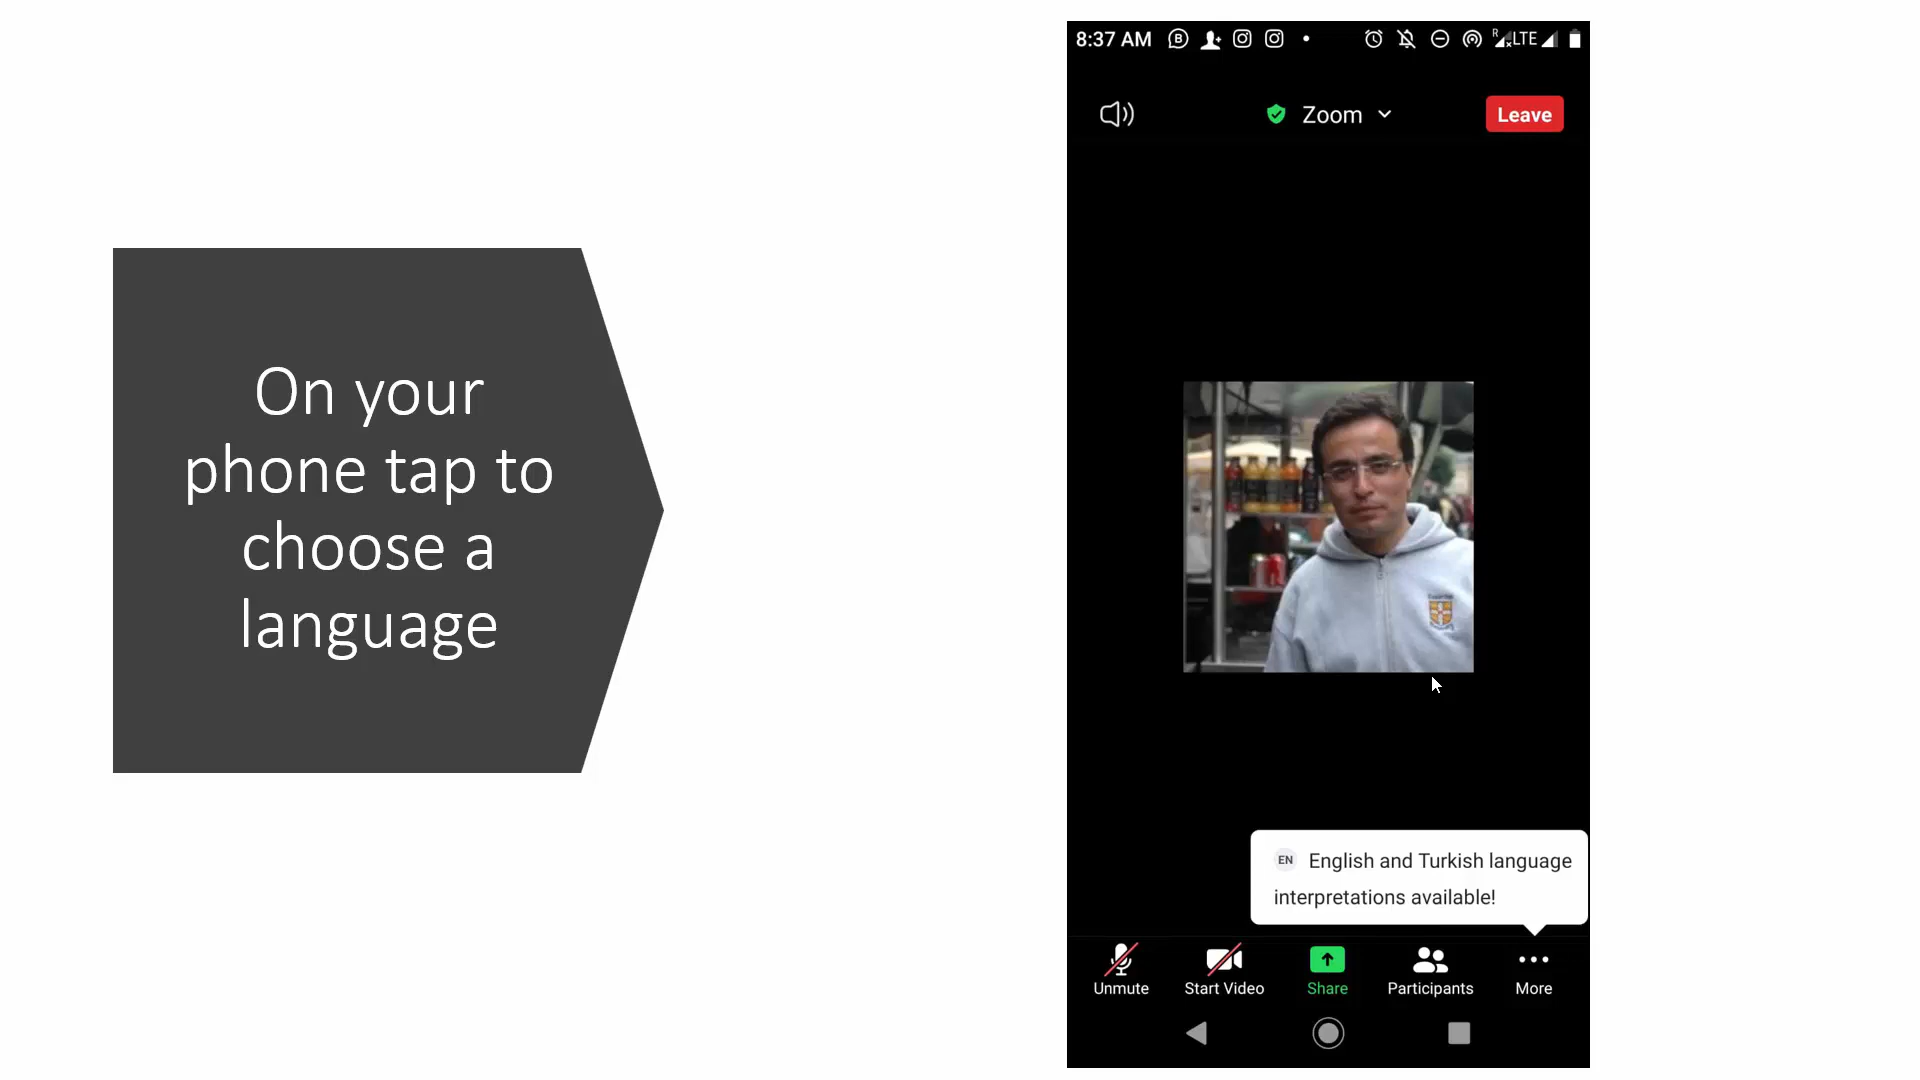 On your
phone tap to
choose a
language
8:37 AM
LTE
Zoom
Leave
EN English and Turkish language
interpretations available!
Unmute
Start Video
Share
Participants
More